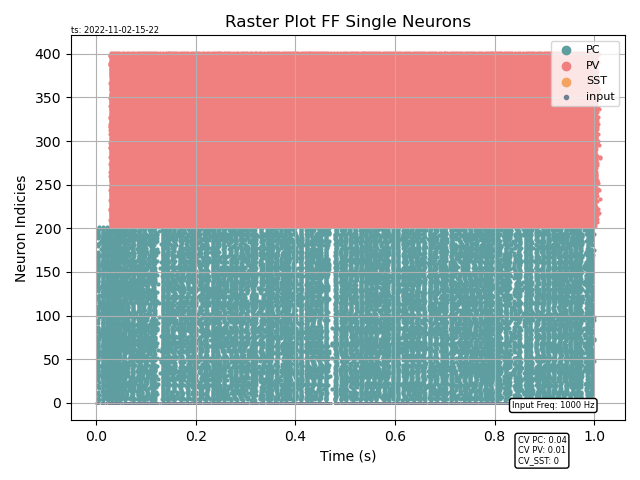 ts: 2022-11-02-15-22
Raster Plot FF Single Neurons
PC
PV
SST
input
Neuron Indicies
400
350
300
250
200
150
100
50
0
0.0 0.2 0.4 0.6 0.8 1.0
Time (s)
Input Freq: 1000 Hz
CV PC: 0.04
CV PV: 0.01
CV_SST: 0